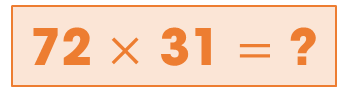 72 × 31 = ?